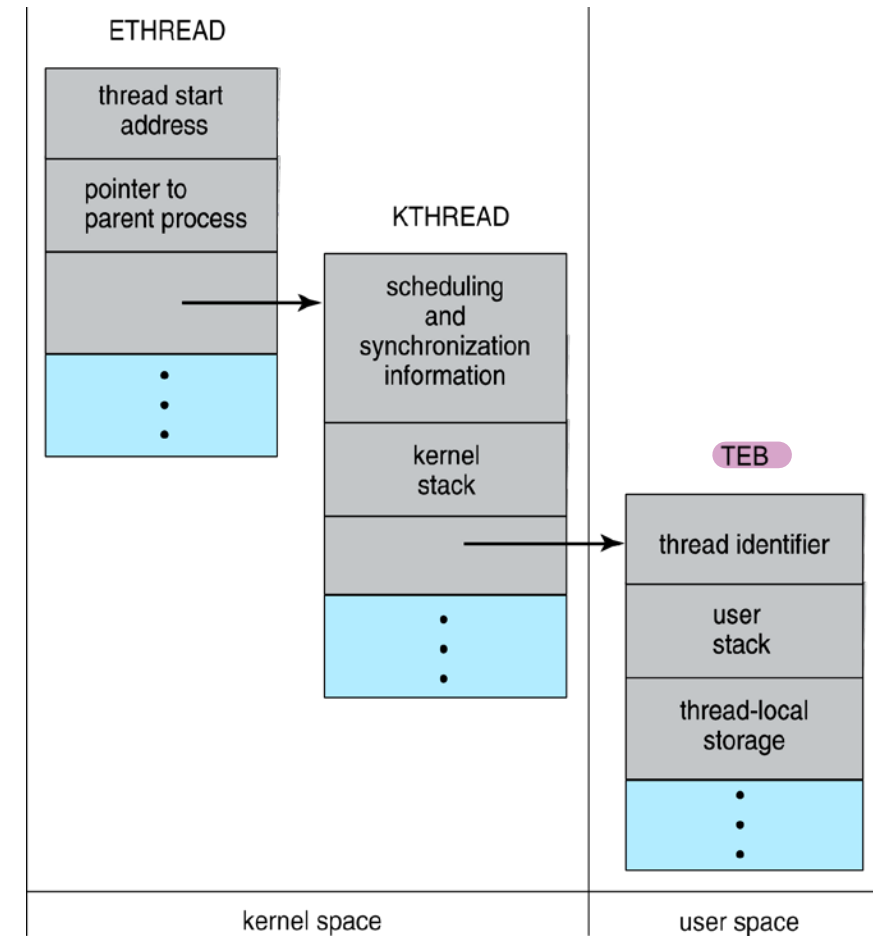 ETHREAD
thread start
address
pointer to
parent process
KTHREAD
scheduling
and
synchronization
information
kernel
stack
TEB
thread identifier
user
stack
thread-local
storage
kernel space
user space